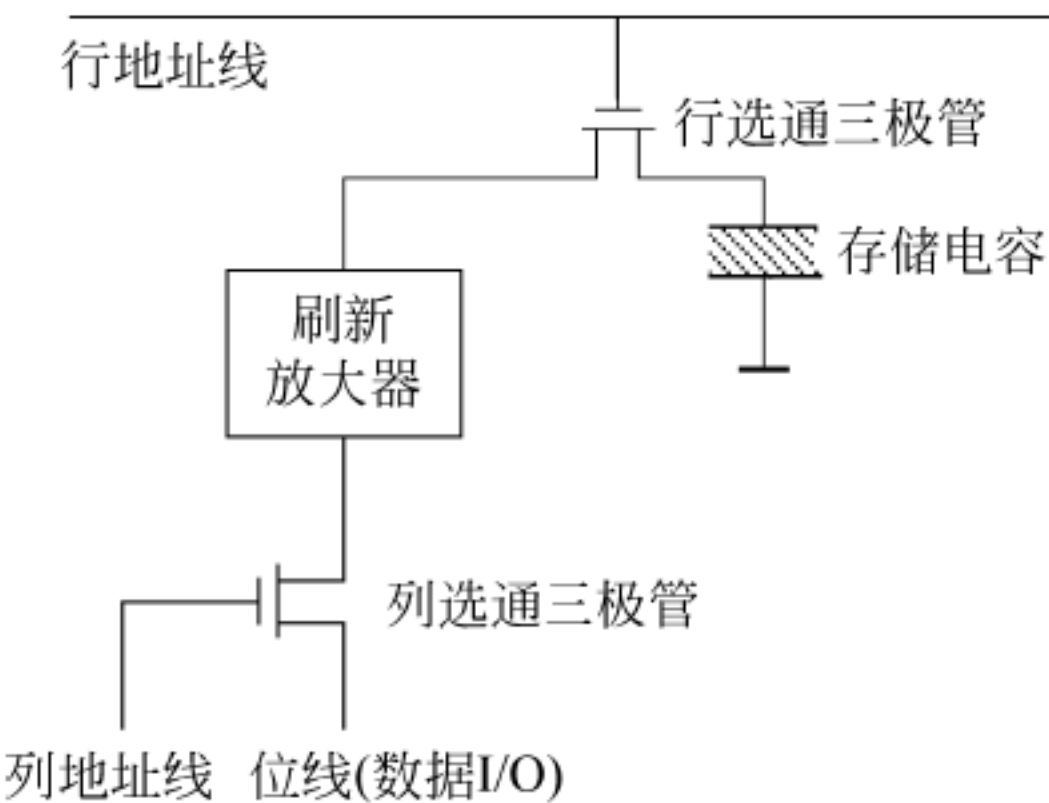 行地址线
行选通三极管
存储电容
刷新
放大器
列选通三极管
列地址线
位线(数据I/O)